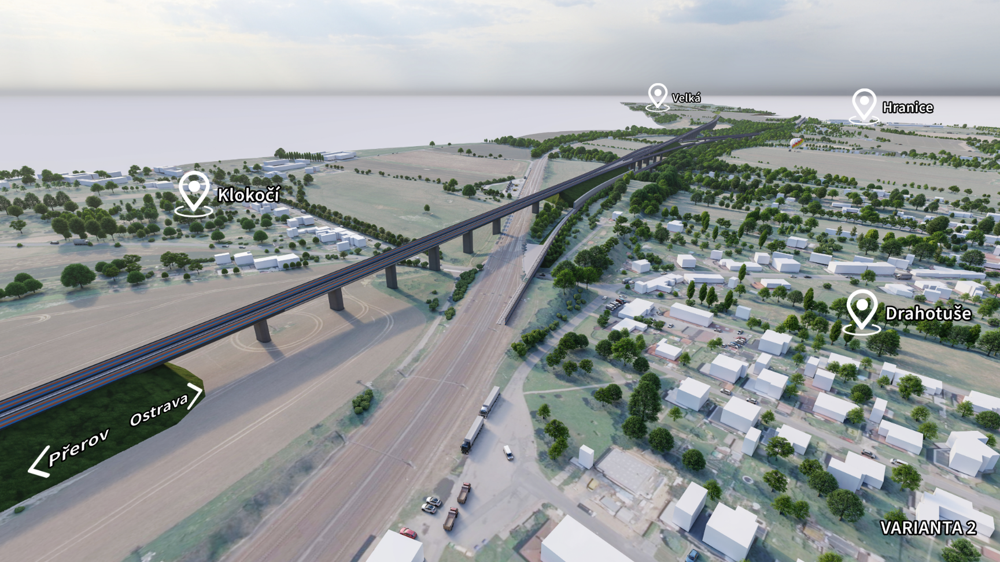 Velká
Hranice
Klokočí
Drahotuše
Ostrava
Přerov
VARIANTA 2